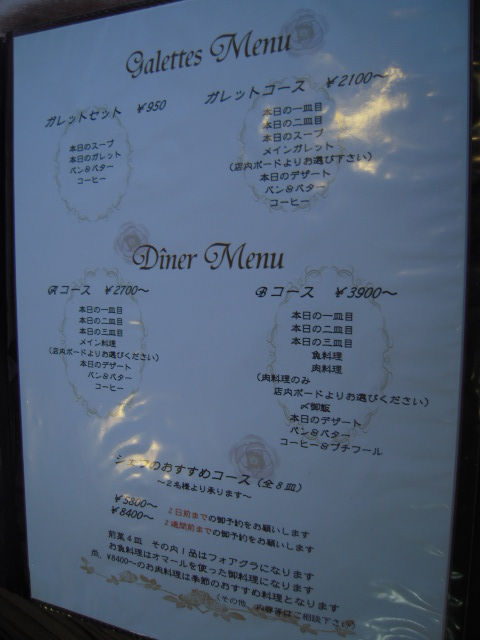 Galettes Menu
ガレットセット ¥950
本日のスープ
本日のガレット
パン&バター
コーヒー
ガレットコース ¥2100～
本日の一皿目
本日の二皿目
本日のスープ
メインガレット
(店内ボードよりお選び下さい)
本日のデザート
パン&バター
コーヒー
Dîner Menu
Aコース ¥2700～
本日の一皿目
本日の二皿目
本日の三皿目
メイン料理
(店内ボードよりお選びください)
本日のデザート
パン&バター
コーヒー
Bコース ¥3900～
本日の一皿目
本日の二皿目
本日の三皿目
魚料理
肉料理
(肉料理のみ
店内ボードよりお選びください)
〆御飯
本日のデザート
パン&バター
コーヒー&プチフール
シェフのおすすめコース(全8皿)
～2名様より承ります～
¥5800～ 2日前までの御予約をお願いします
¥8400～ 2週間前までの御予約をお願いします
前菜4皿 その内1品はフォアグラになります
お魚料理はオマールを使った御料理になります
尚、¥8400～のお肉料理は季節のおすすめ料理となります
(その他 内容等はご相談下さい)